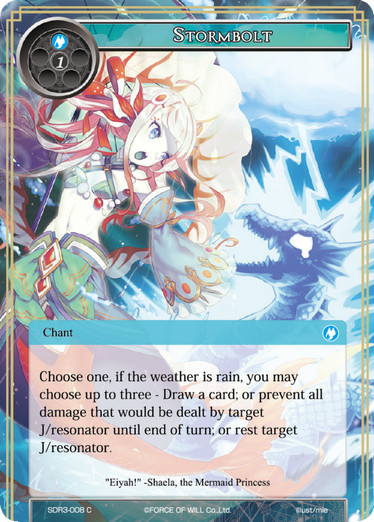 Stormbolt
1
Chant
Choose one, if the weather is rain, you may
choose up to three - Draw a card; or prevent all
damage that would be dealt by target
J/resonator until end of turn; or rest target
J/resonator.
"Eiyah!" -Shaela, the Mermaid Princess
SDR3-008 C ©FORCE OF WILL Co.,Ltd. Illust/mle